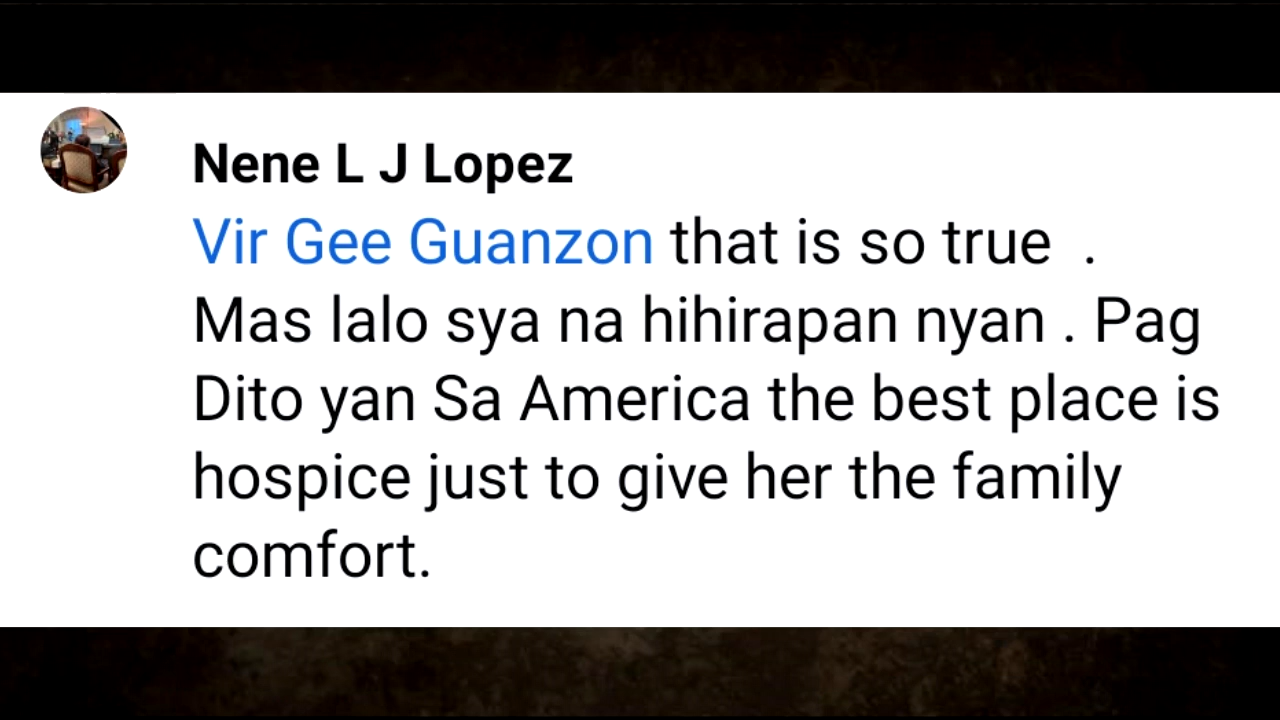 Nene L J Lopez
Vir Gee Guanzon that is so true  .
Mas lalo sya na hihirapan nyan . Pag
Dito yan Sa America the best place is
hospice just to give her the family
comfort.